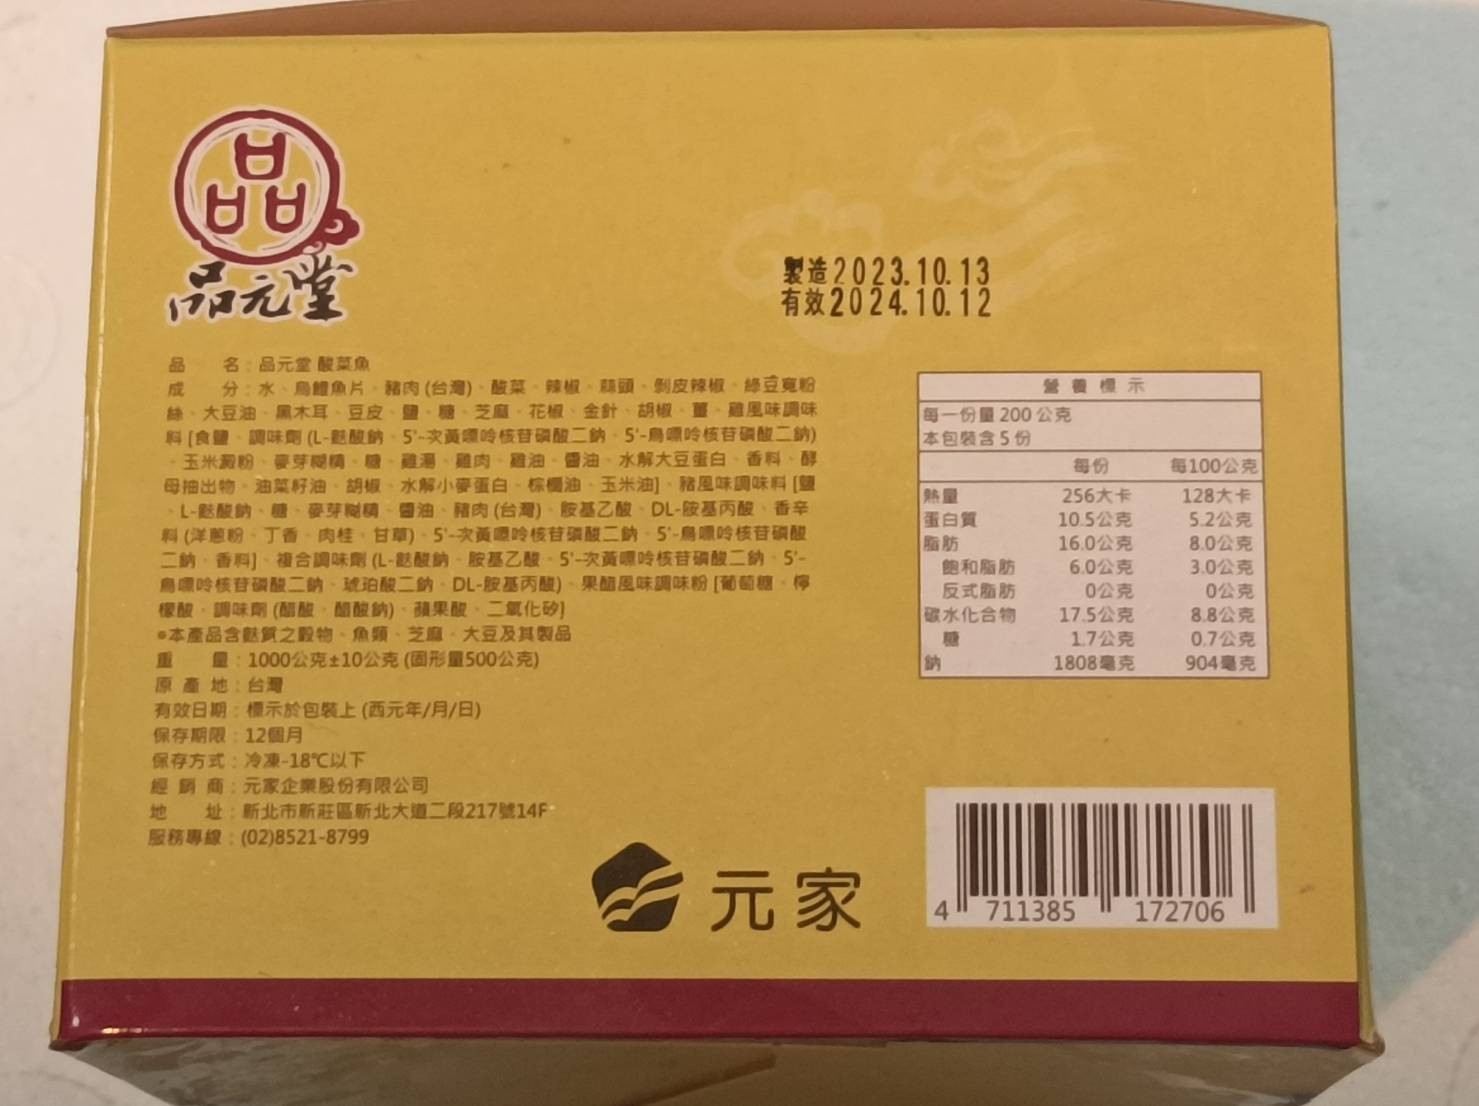 品
品元堂
製造2023.10.13
有效2024.10.12
品　　名：品元堂 酸菜魚
成　　分：水、烏鱧魚片、豬肉 (台灣)、酸菜、辣椒、蒜頭、剝皮辣椒、綠豆寬粉
絲、大豆油、黑木耳、豆皮、鹽、糖、芝麻、花椒、金針、胡椒、薑、雞風味調味
料 [食鹽、調味劑 (L-麩酸鈉、5'-次黃嘌呤核苷磷酸二鈉、5'-鳥嘌呤核苷磷酸二鈉)
、玉米澱粉、麥芽糊精、糖、雞湯、雞肉、雞油、醬油、水解大豆蛋白、香料、酵
母抽出物、油菜籽油、胡椒、水解小麥蛋白、棕櫚油、玉米油]、豬風味調味料 [鹽
、L-麩酸鈉、糖、麥芽糊精、醬油、豬肉 (台灣)、胺基乙酸、DL-胺基丙酸、香辛
料 (洋蔥粉、丁香、肉桂、甘草)、5'-次黃嘌呤核苷磷酸二鈉、5'-鳥嘌呤核苷磷酸
二鈉、香料]、複合調味劑 (L-麩酸鈉、胺基乙酸、5'-次黃嘌呤核苷磷酸二鈉、5'-
鳥嘌呤核苷磷酸二鈉、琥珀酸二鈉、DL-胺基丙酸)、果醋風味調味粉 [葡萄糖、檸
檬酸、調味劑 (醋酸、醋酸鈉)、蘋果酸、二氧化矽]
※本產品含麩質之穀物、魚類、芝麻、大豆及其製品
重　　量：1000公克±10公克 (固形量500公克)
原 產 地：台灣
有效日期：標示於包裝上 (西元年/月/日)
保存期限：12個月
保存方式：冷凍-18℃以下
經 銷 商：元家企業股份有限公司
地　　址：新北市新莊區新北大道二段217號14F
服務專線：(02)8521-8799
營 養 標 示
每一份量 200 公克
本包裝含 5 份
每份 每100公克
熱量 256大卡 128大卡
蛋白質 10.5公克 5.2公克
脂肪 16.0公克 8.0公克
飽和脂肪 6.0公克 3.0公克
反式脂肪 0公克 0公克
碳水化合物 17.5公克 8.8公克
糖 1.7公克 0.7公克
鈉 1808毫克 904毫克
元家
4 711385 172706